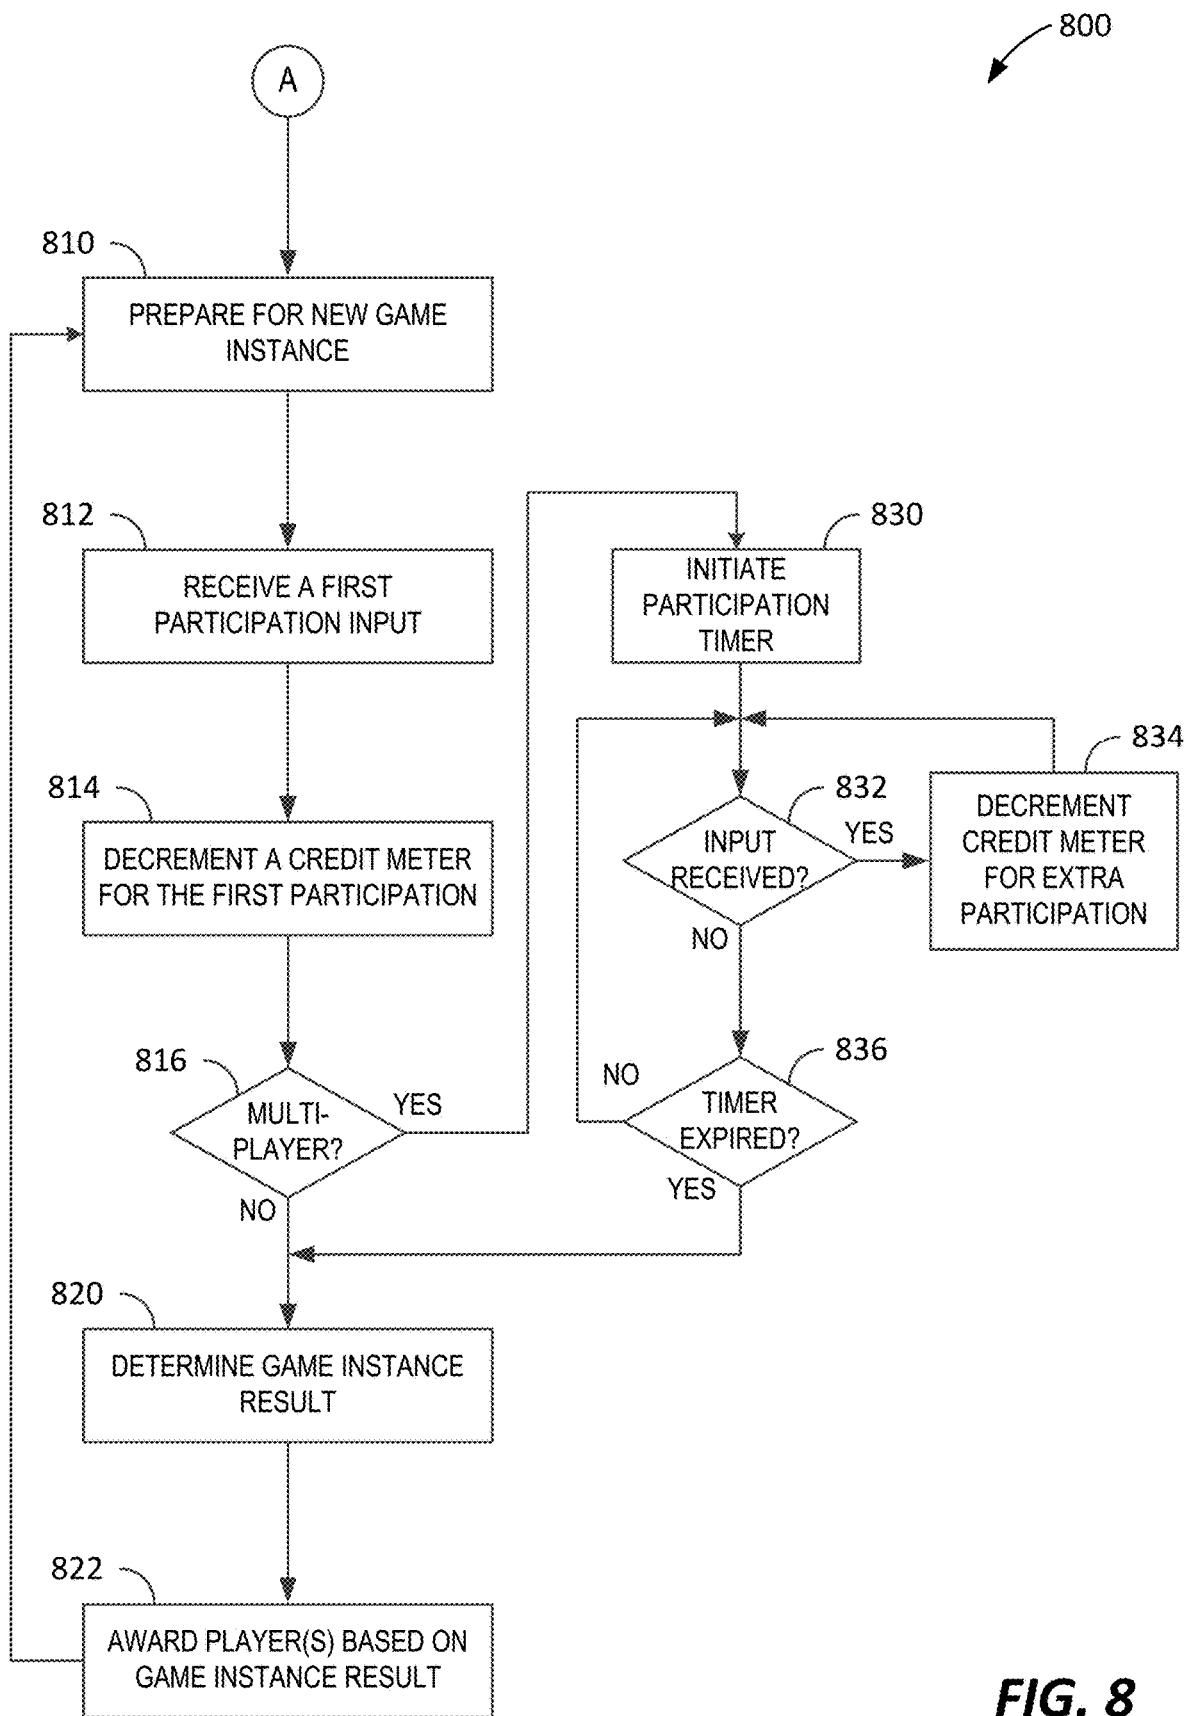 800
A
810
PREPARE FOR NEW GAME
INSTANCE
812
RECEIVE A FIRST
PARTICIPATION INPUT
830
INITIATE
PARTICIPATION
TIMER
814
DECREMENT A CREDIT METER
FOR THE FIRST PARTICIPATION
832
INPUT
RECEIVED?
YES
NO
834
DECREMENT
CREDIT METER
FOR EXTRA
PARTICIPATION
816
MULTI-
PLAYER?
YES
NO
836
TIMER
EXPIRED?
NO
YES
820
DETERMINE GAME INSTANCE
RESULT
822
AWARD PLAYER(S) BASED ON
GAME INSTANCE RESULT
FIG. 8